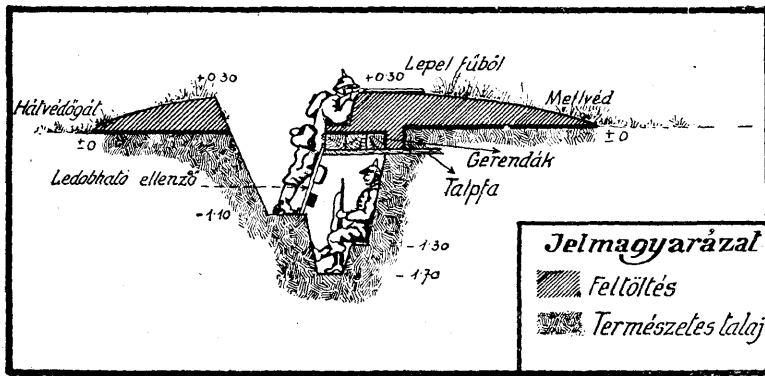 Lepel fűből
+0·30
+0·30
Hátvédőgát
Mellvéd
±0
±0
Gerendák
Talpfa
Ledobható ellenző
-1·10
-1·30
-1·70
Jelmagyarázat
Feltöltés
Természetes talaj